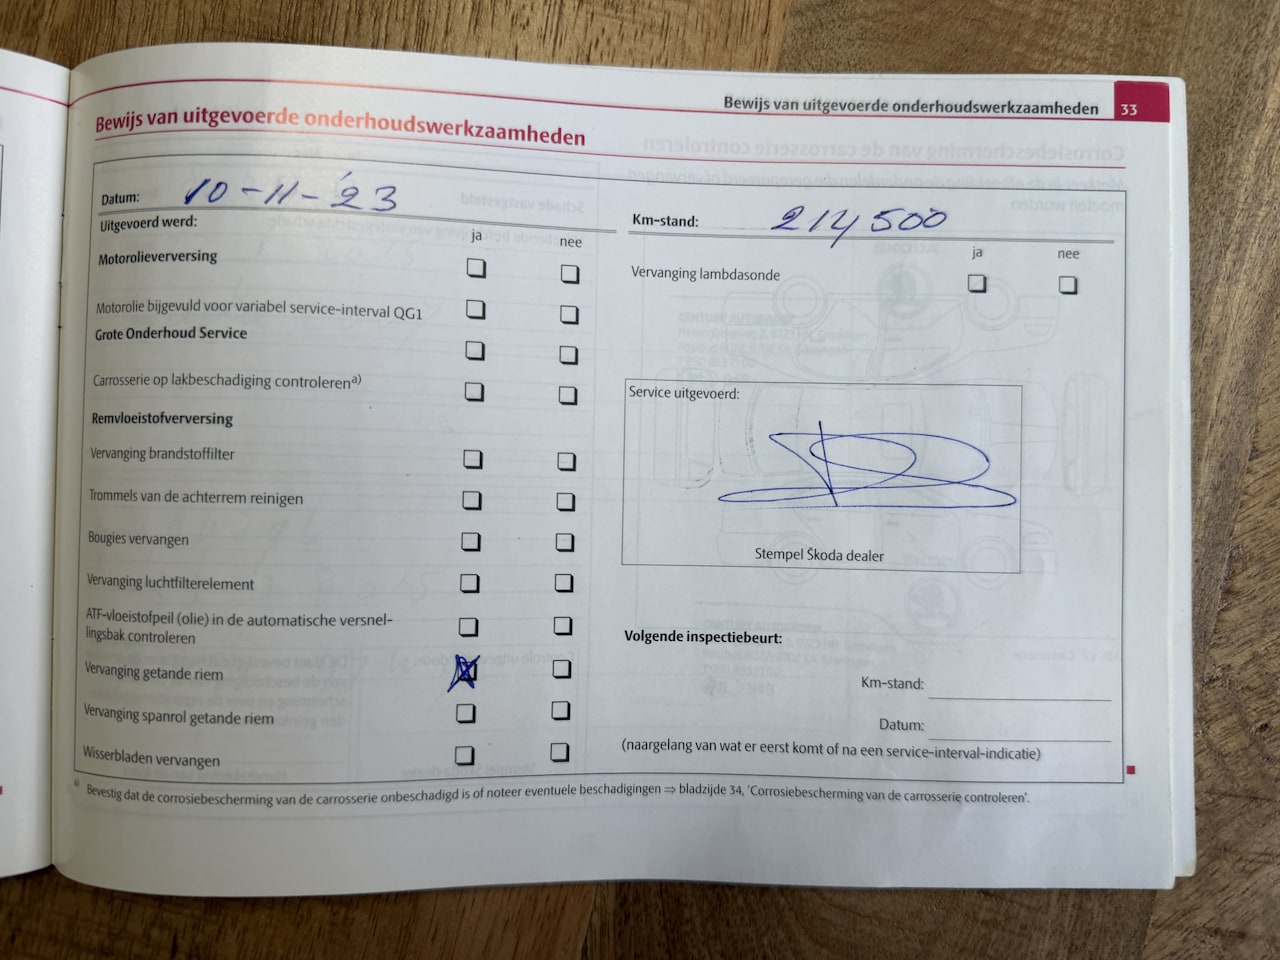 Bewijs van uitgevoerde onderhoudswerkzaamheden 33
Bewijs van uitgevoerde onderhoudswerkzaamheden
Datum: 10-11-'23
Uitgevoerd werd:
ja nee
Motorolieverversing
Motorolie bijgevuld voor variabel service-interval QG1
Grote Onderhoud Service
Carrosserie op lakbeschadiging controleren a)
Remvloeistofverversing
Vervanging brandstoffilter
Trommels van de achterrem reinigen
Bougies vervangen
Vervanging luchtfilterelement
ATF-vloeistofpeil (olie) in de automatische versnel-
lingsbak controleren
Vervanging getande riem
Vervanging spanrol getande riem
Wisserbladen vervangen
Km-stand: 214500
ja nee
Vervanging lambdasonde
Service uitgevoerd:
Stempel Škoda dealer
Volgende inspectiebeurt:
Km-stand:
Datum:
(naargelang van wat er eerst komt of na een service-interval-indicatie)
a) Bevestig dat de corrosiebescherming van de carrosserie onbeschadigd is of noteer eventuele beschadigingen ⇒ bladzijde 34, 'Corrosiebescherming van de carrosserie controleren'.